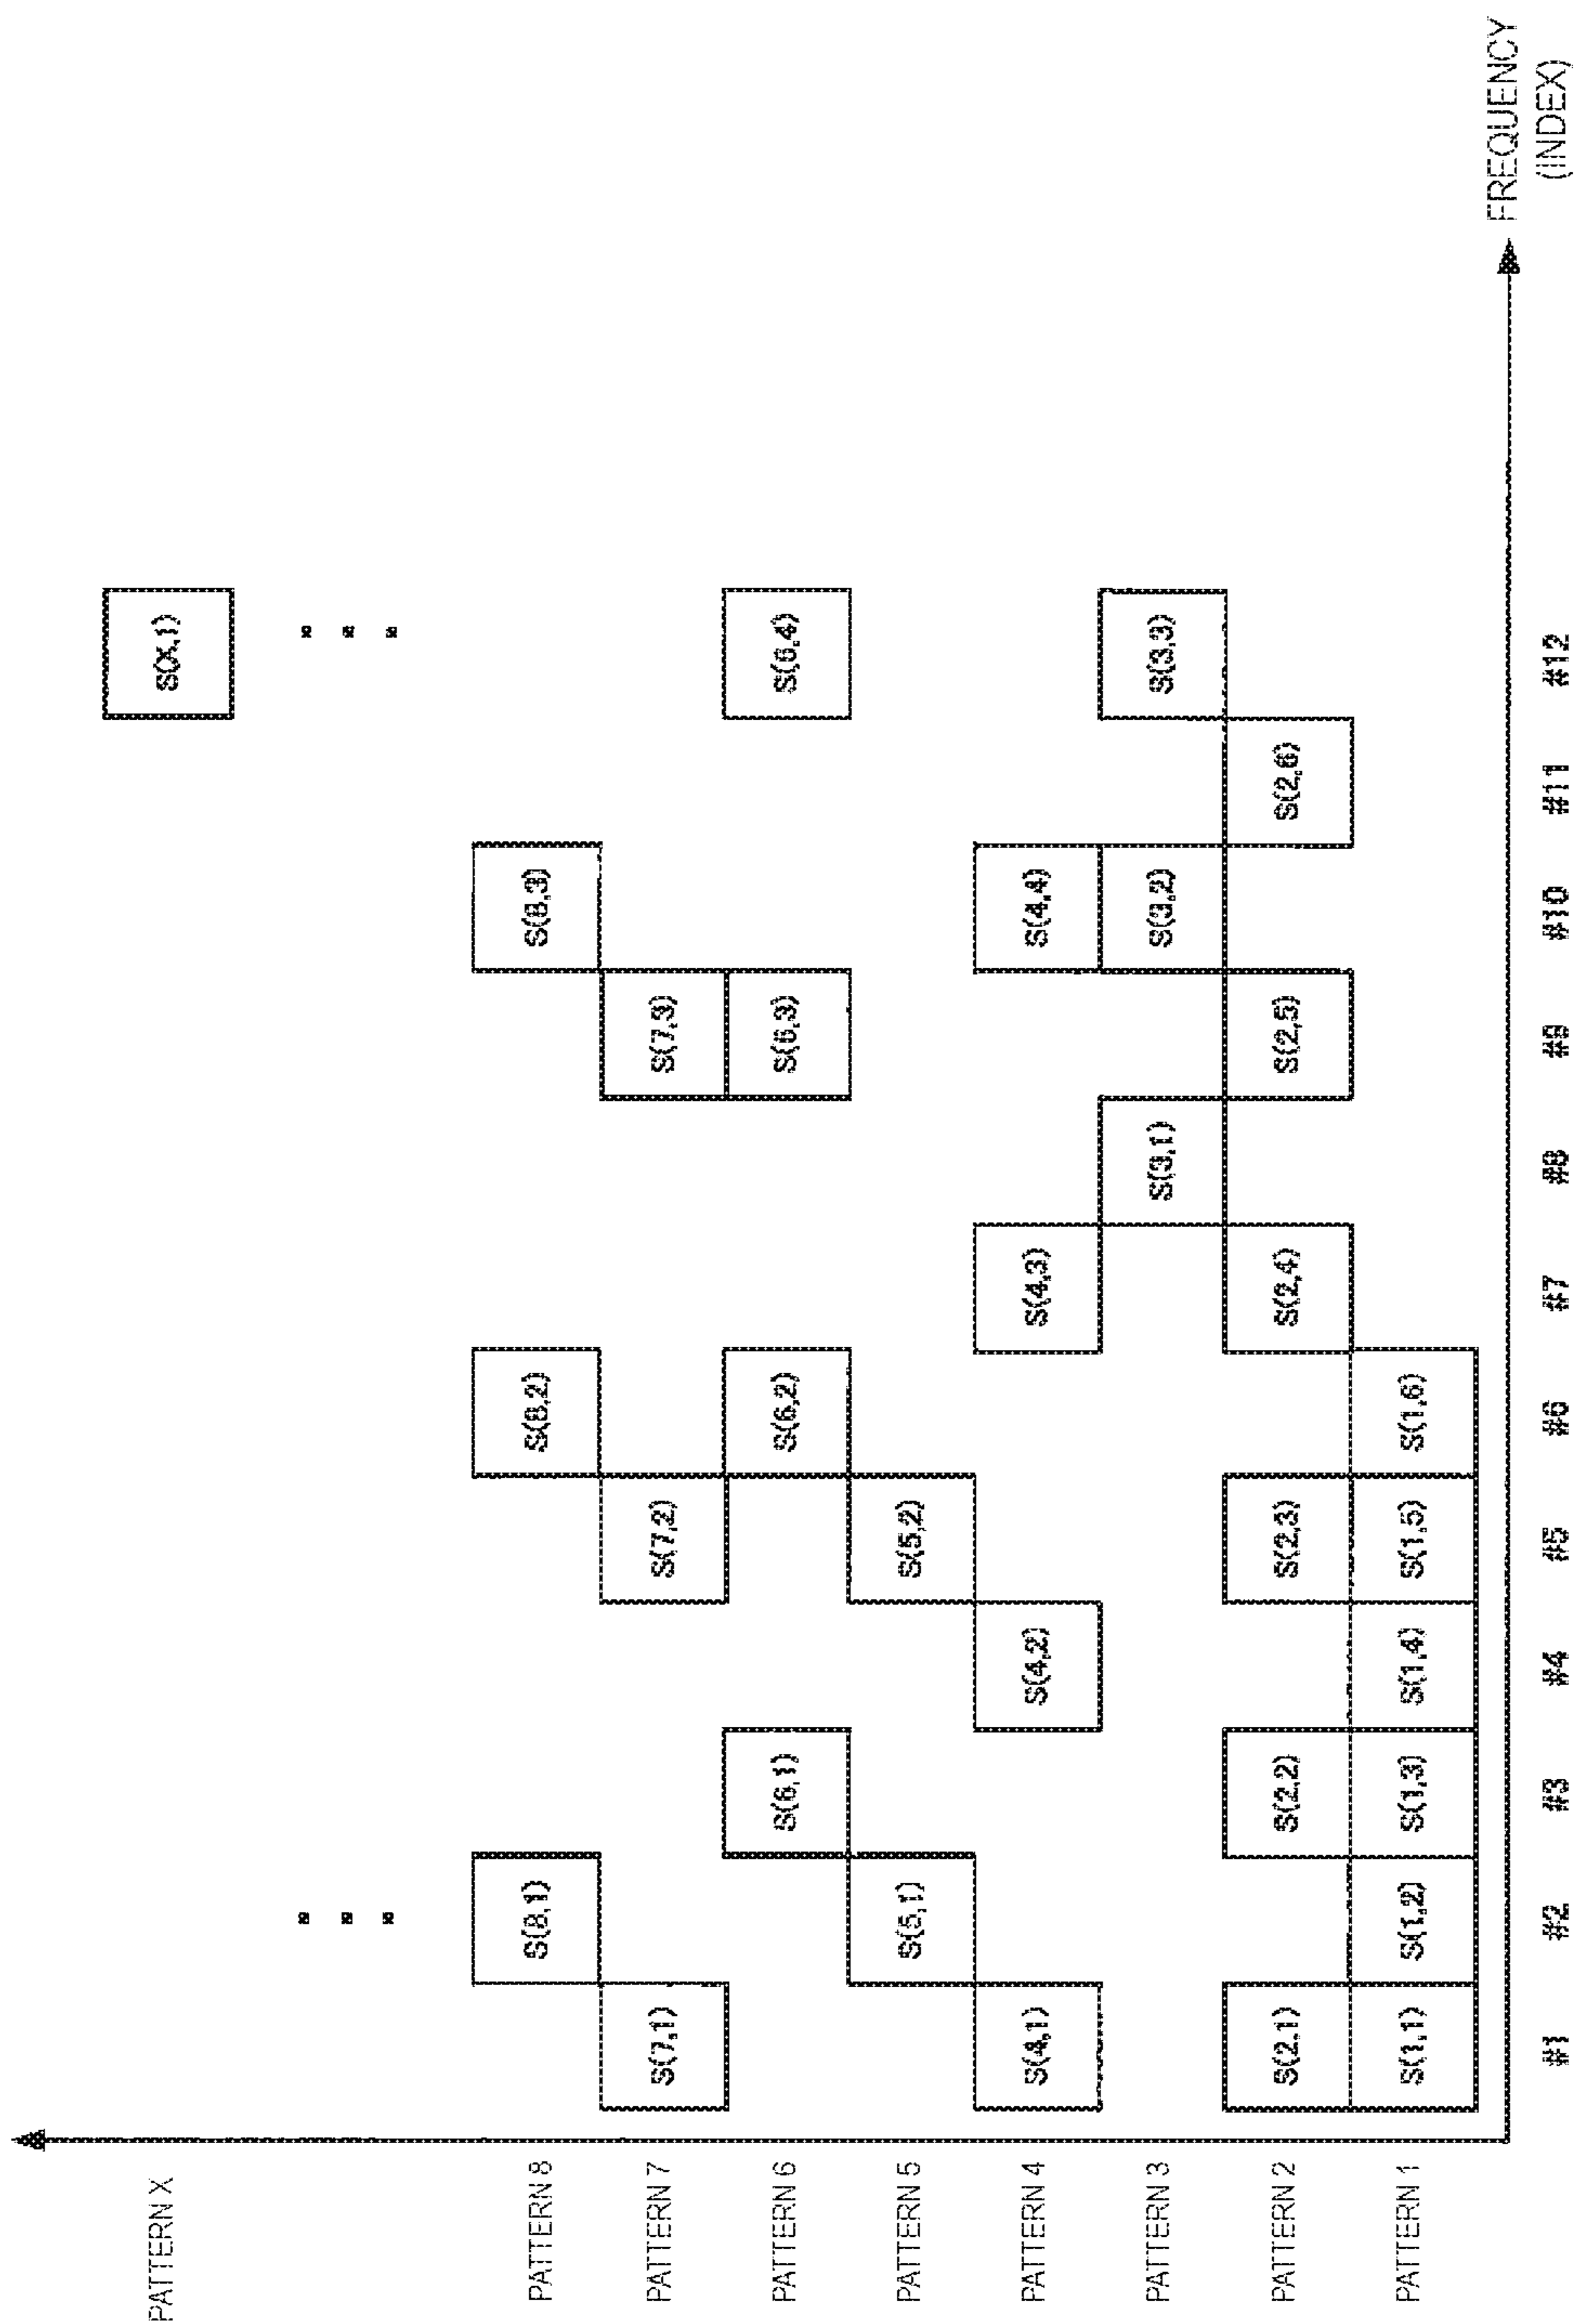 PATTERN X
S(X,1)
PATTERN 8
S(8,1)
S(8,2)
S(8,3)
PATTERN 7
S(7,1)
S(7,2)
S(7,3)
PATTERN 6
S(6,1)
S(6,2)
S(6,3)
S(6,4)
PATTERN 5
S(5,1)
S(5,2)
PATTERN 4
S(4,1)
S(4,2)
S(4,3)
S(4,4)
PATTERN 3
S(3,1)
S(3,2)
S(3,3)
PATTERN 2
S(2,1)
S(2,2)
S(2,3)
S(2,4)
S(2,5)
S(2,6)
PATTERN 1
S(1,1)
S(1,2)
S(1,3)
S(1,4)
S(1,5)
S(1,6)
#1
#2
#3
#4
#5
#6
#7
#8
#9
#10
#11
#12
FREQUENCY
(INDEX)